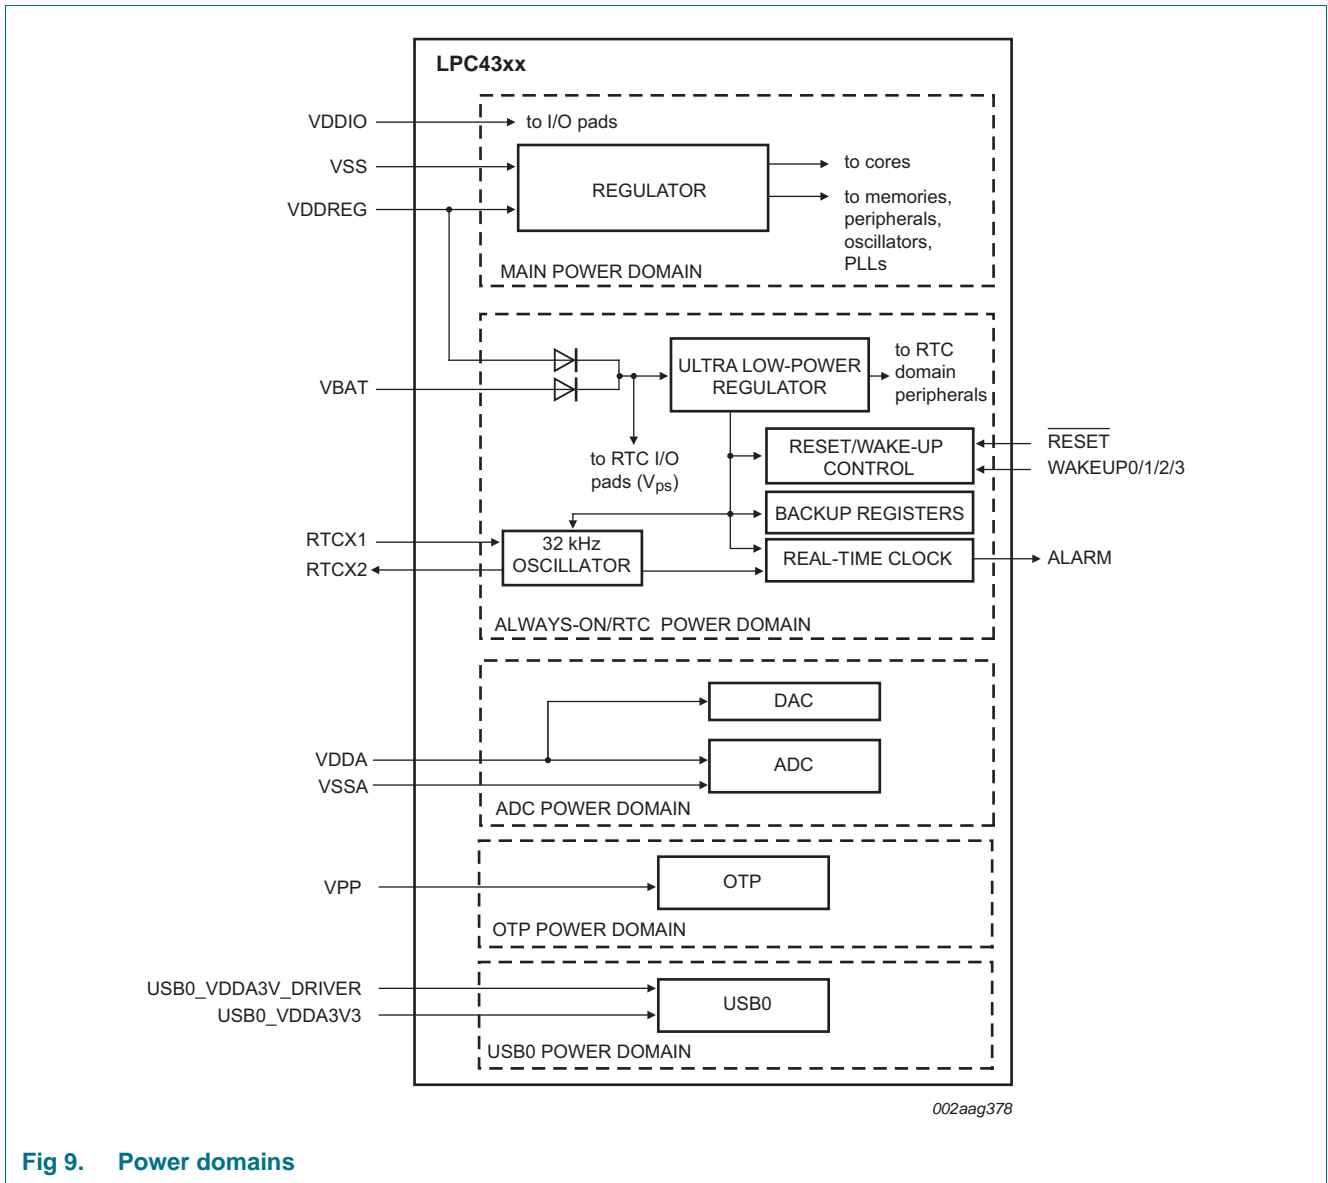 LPC43xx
VDDIO
to I/O pads
VSS
REGULATOR
to cores
VDDREG
to memories,
peripherals,
oscillators,
PLLs
MAIN POWER DOMAIN
VBAT
ULTRA LOW-POWER
REGULATOR
to RTC
domain
peripherals
to RTC I/O
pads (Vps)
RESET/WAKE-UP
CONTROL
RESET
WAKEUP0/1/2/3
BACKUP REGISTERS
RTCX1
RTCX2
32 kHz
OSCILLATOR
REAL-TIME CLOCK
ALARM
ALWAYS-ON/RTC POWER DOMAIN
DAC
VDDA
VSSA
ADC
ADC POWER DOMAIN
VPP
OTP
OTP POWER DOMAIN
USB0_VDDA3V_DRIVER
USB0_VDDA3V3
USB0
USB0 POWER DOMAIN
002aag378
Fig 9. Power domains